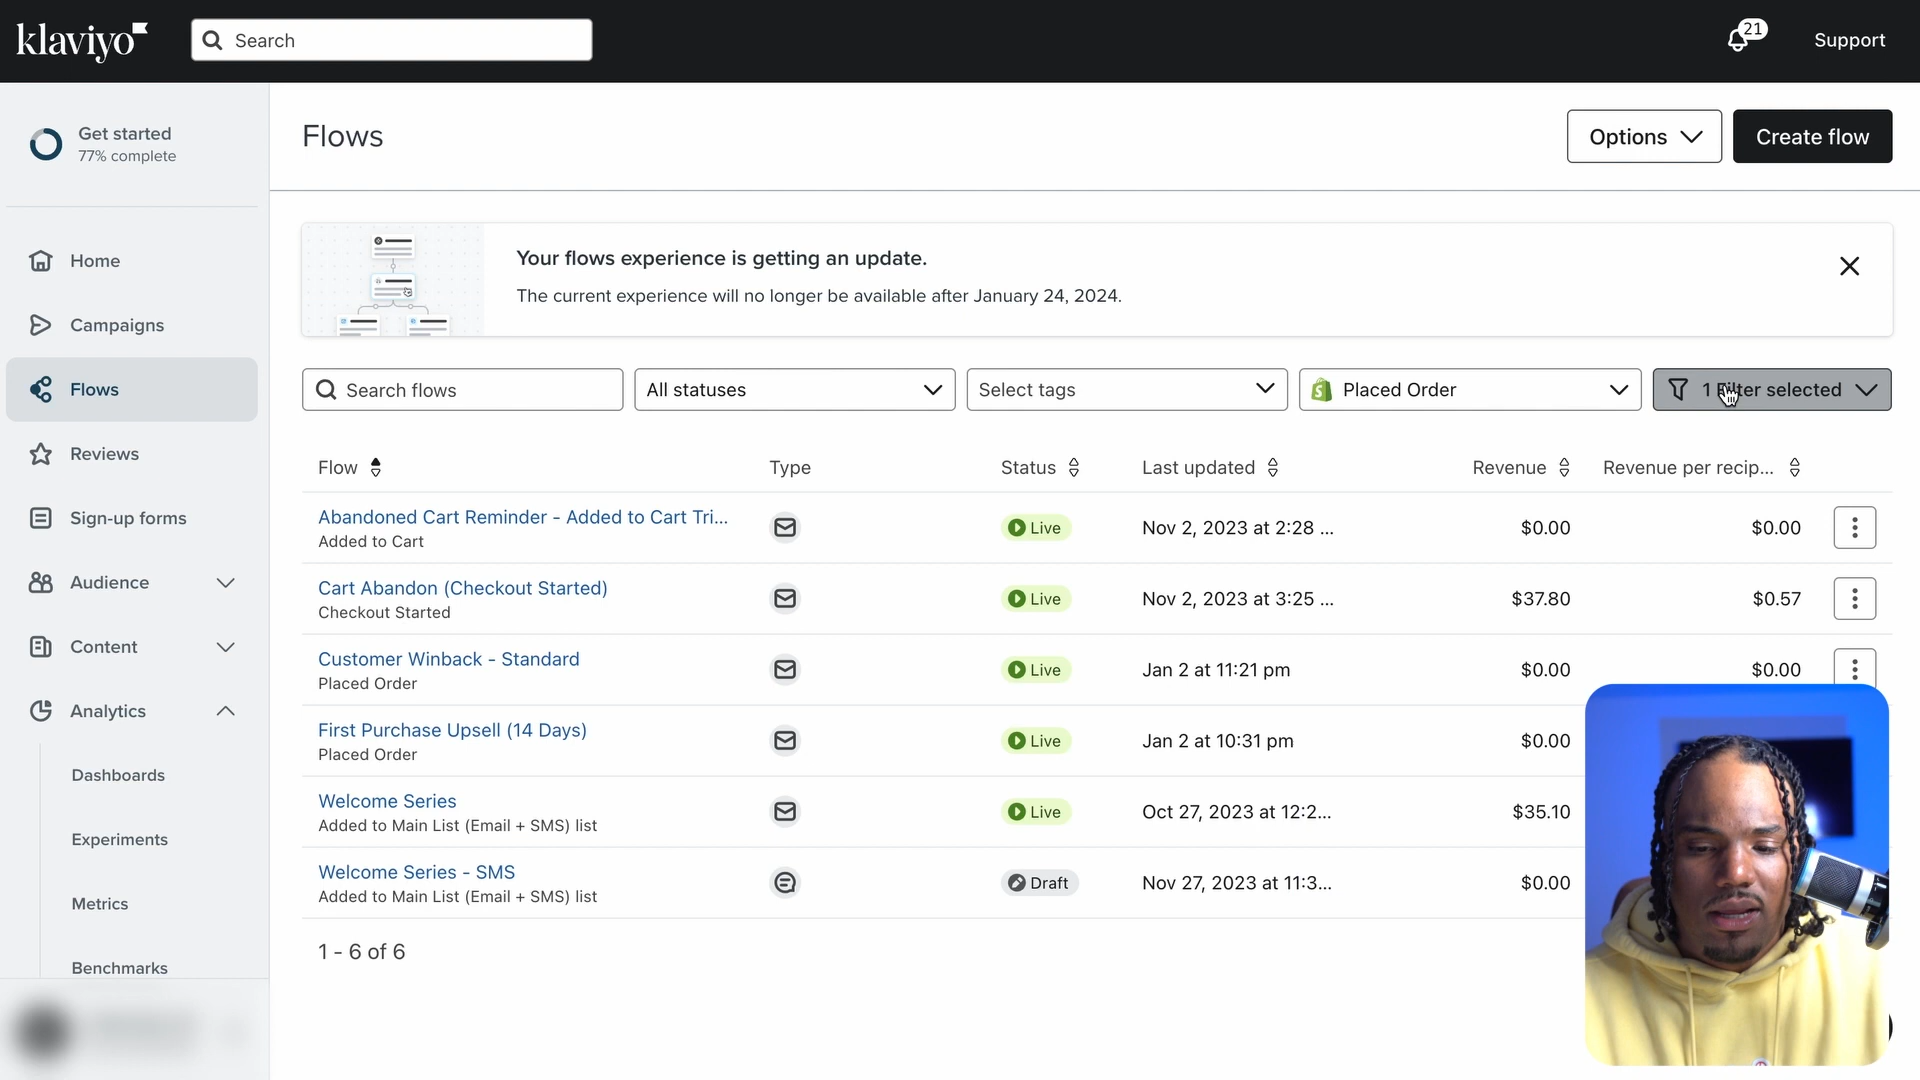 klaviyo
Search
21
Support
Get started
77% complete
Home
Campaigns
Flows
Reviews
Sign-up forms
Audience
Content
Analytics
Dashboards
Experiments
Metrics
Benchmarks
Flows
Options
Create flow
Your flows experience is getting an update.
The current experience will no longer be available after January 24, 2024.
Search flows
All statuses
Select tags
Placed Order
1 Filter selected
Flow Type Status Last updated Revenue Revenue per recip...
Abandoned Cart Reminder - Added to Cart Tri... Live Nov 2, 2023 at 2:28 ... $0.00 $0.00
Added to Cart
Cart Abandon (Checkout Started) Live Nov 2, 2023 at 3:25 ... $37.80 $0.57
Checkout Started
Customer Winback - Standard Live Jan 2 at 11:21 pm $0.00 $0.00
Placed Order
First Purchase Upsell (14 Days) Live Jan 2 at 10:31 pm $0.00
Placed Order
Welcome Series Live Oct 27, 2023 at 12:2... $35.10
Added to Main List (Email + SMS) list
Welcome Series - SMS Draft Nov 27, 2023 at 11:3... $0.00
Added to Main List (Email + SMS) list
1 - 6 of 6